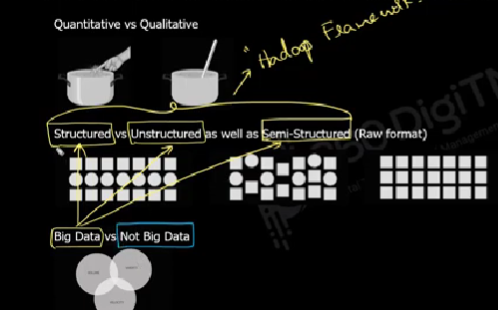 Quantitative vs Qualitative
"Hadoop Framework.
Structured vs Unstructured as well as Semi-Structured (Raw format)
Big Data vs Not Big Data